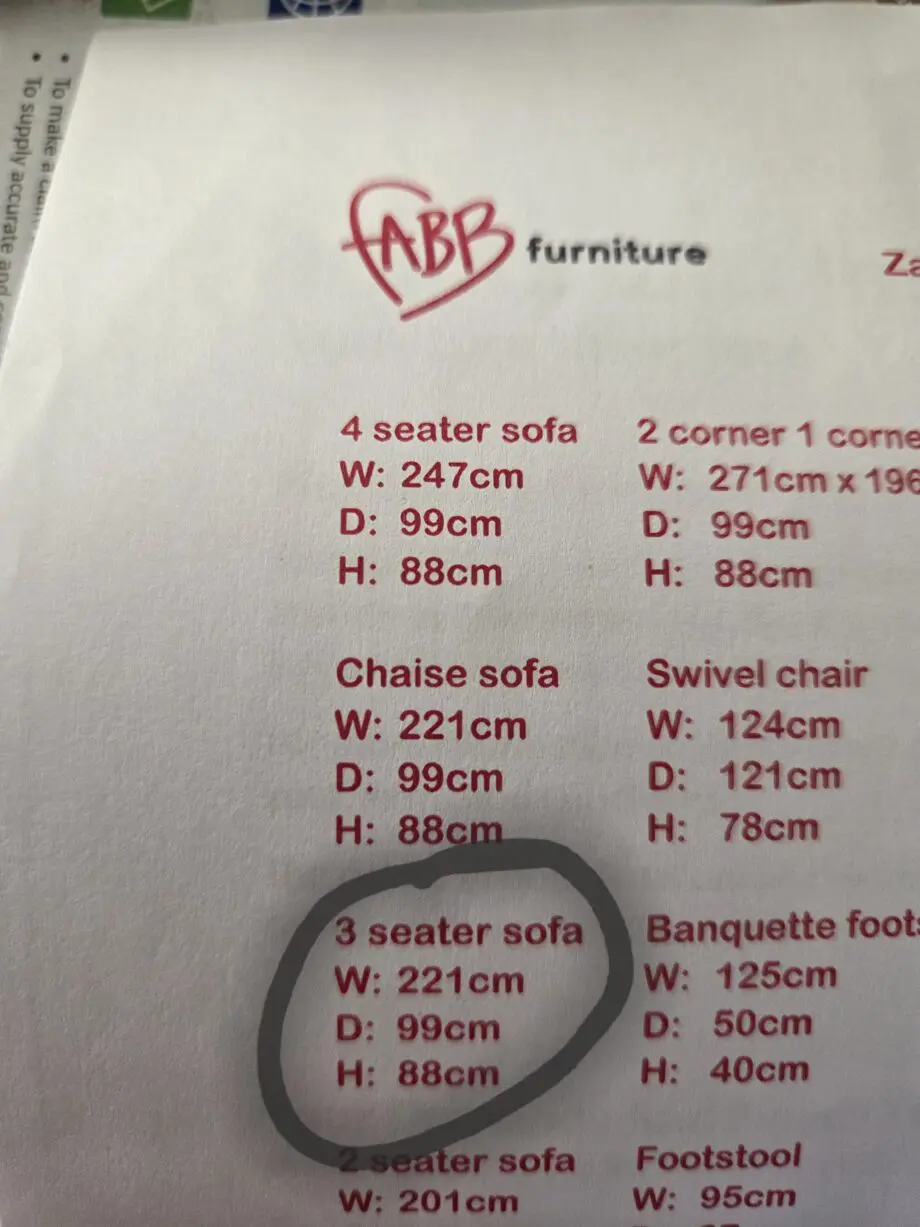 To make a
To supply accurate and
FABB furniture
Za
4 seater sofa
W: 247cm
D: 99cm
H: 88cm
2 corner 1 corne
W: 271cm x 196
D: 99cm
H: 88cm
Chaise sofa
W: 221cm
D: 99cm
H: 88cm
Swivel chair
W: 124cm
D: 121cm
H: 78cm
3 seater sofa
W: 221cm
D: 99cm
H: 88cm
Banquette foots
W: 125cm
D: 50cm
H: 40cm
2 seater sofa
W: 201cm
Footstool
W: 95cm